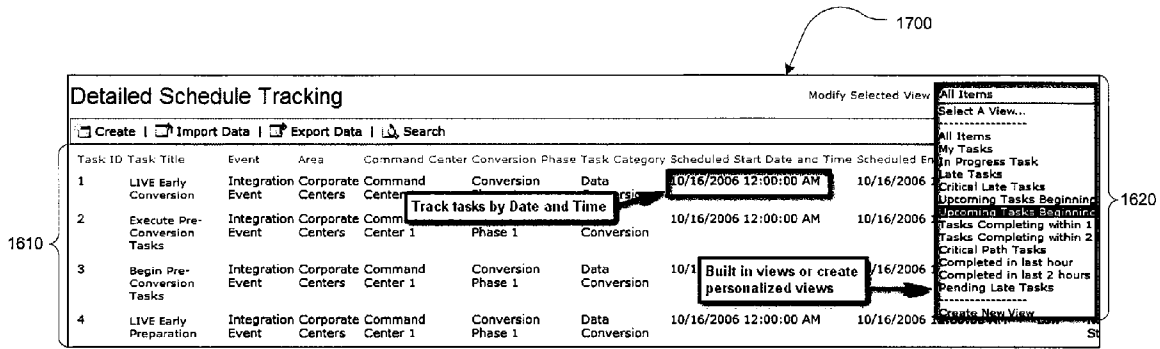 1700
Detailed Schedule Tracking
Modify Selected View
All Items
Select A View...
Create | Import Data | Export Data | Search
All Items
My Tasks
In Progress Task
Late Tasks
Critical Late Tasks
Upcoming Tasks Beginning
Upcoming Tasks Beginning
Tasks Completing within 1
Tasks Completing within 2
Critical Path Tasks
Completed in last hour
Completed in last 2 hours
Pending Late Tasks
Create New View
1620
1610
Task ID Task Title Event Area Command Center Conversion Phase Task Category Scheduled Start Date and Time Scheduled
1 LIVE Early Integration Corporate Command Conversion Data 10/16/2006 12:00:00 AM 10/16/2006
Conversion Event Centers
Track tasks by Date and Time
2 Execute Pre- Integration Corporate Conversion Data 10/16/2006 12:00:00 AM 10/16/2006
Conversion Event Centers Center 1 Phase 1 Conversion
Tasks
3 Begin Pre- Integration Corporate Command Conversion Data
Conversion Event Centers Center 1 Phase 1 Conversion
Tasks
Built in views or create
personalized views
4 LIVE Early Integration Corporate Command Conversion Data 10/16/2006 12:00:00 AM 10/16/2006
Preparation Event Centers Center 1 Phase 1 Conversion